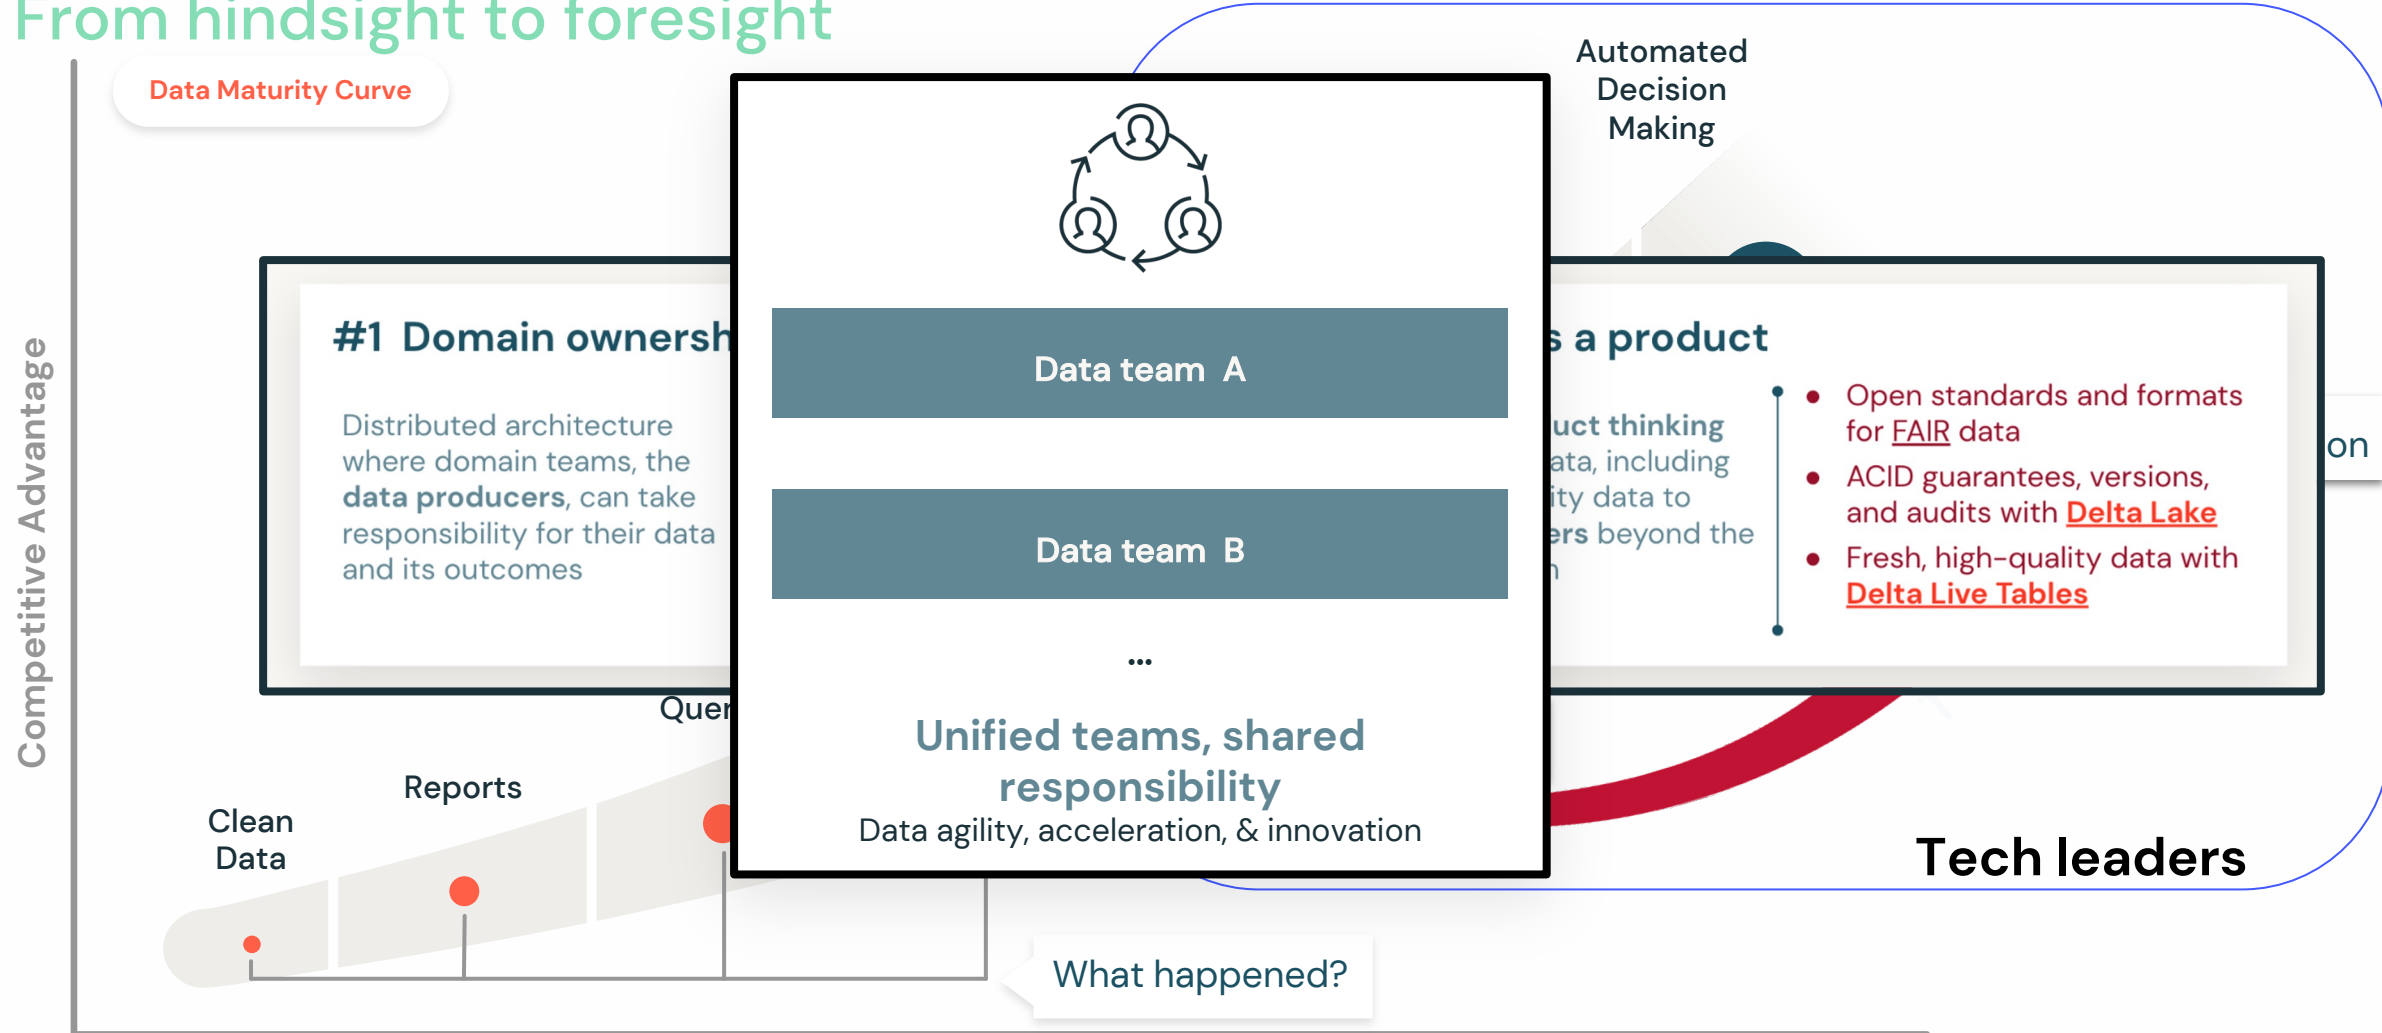 From hindsight to foresight
Data Maturity Curve
Automated
Decision
Making
Competitive Advantage
#1 Domain ownersh
Distributed architecture
where domain teams, the
data producers, can take
responsibility for their data
and its outcomes
Data team A
Data team B
...
Unified teams, shared
responsibility
Data agility, acceleration, & innovation
s a product
uct thinking
ata, including
ity data to
ers beyond the
Open standards and formats
for FAIR data
ACID guarantees, versions,
and audits with Delta Lake
Fresh, high-quality data with
Delta Live Tables
on
Quer
Reports
Clean
Data
Tech leaders
What happened?